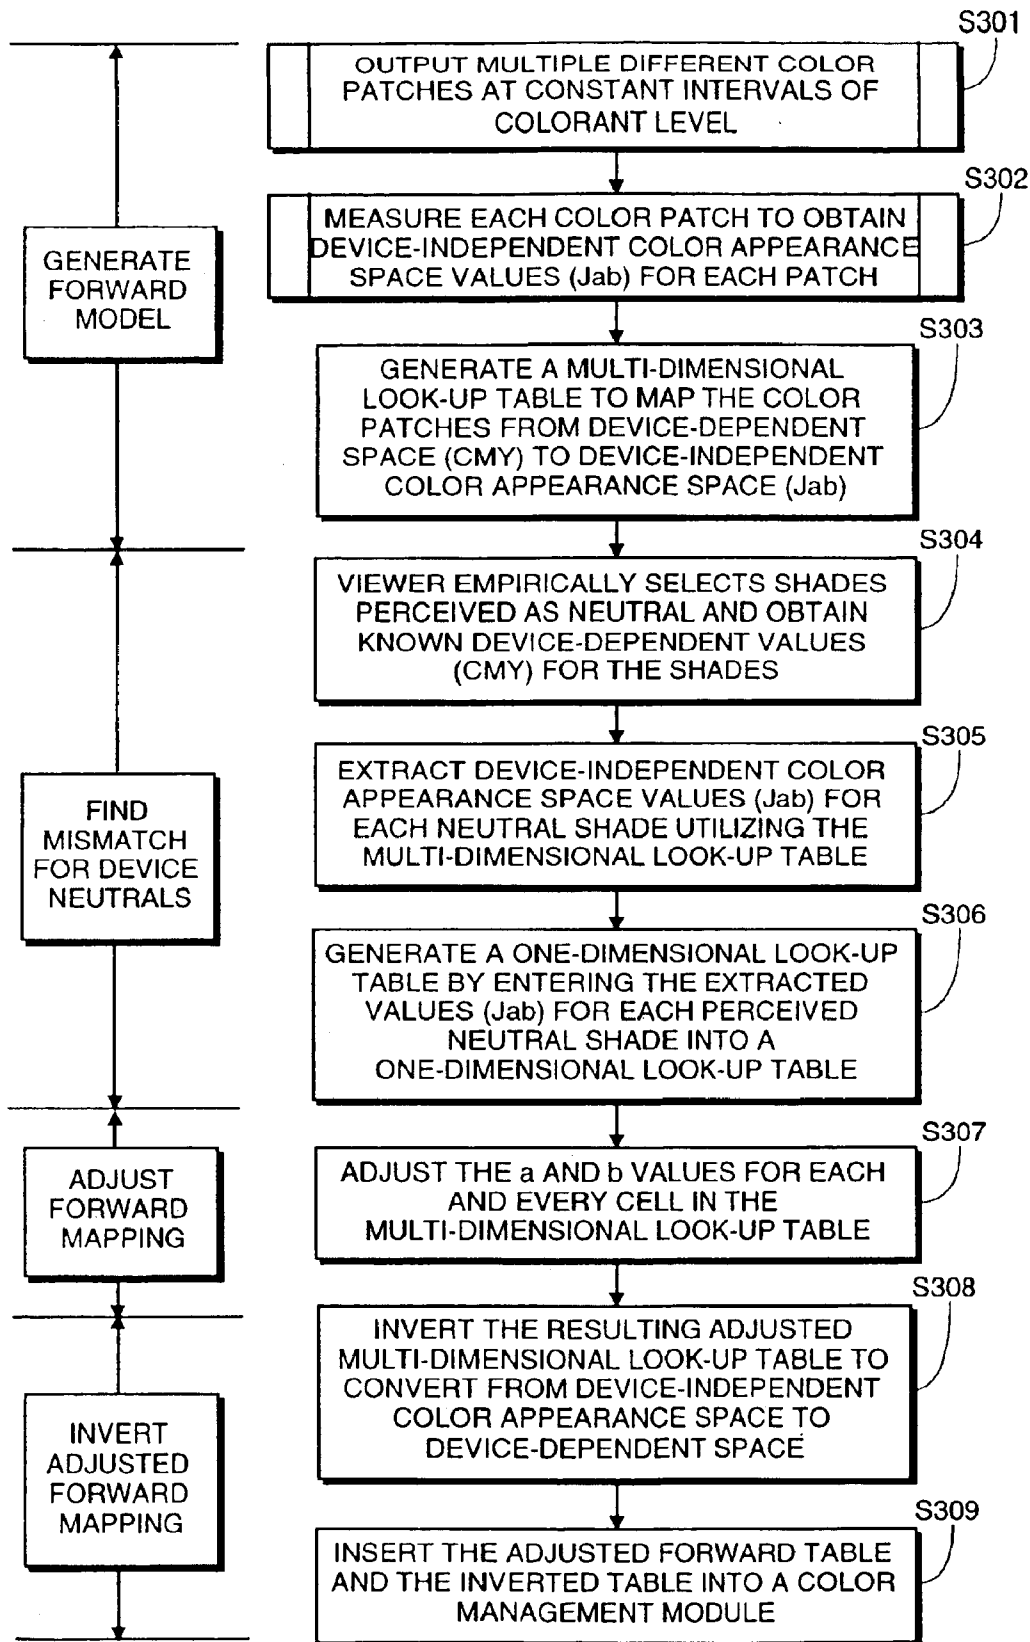 S301
OUTPUT MULTIPLE DIFFERENT COLOR
PATCHES AT CONSTANT INTERVALS OF
COLORANT LEVEL
S302
MEASURE EACH COLOR PATCH TO OBTAIN
DEVICE-INDEPENDENT COLOR APPEARANCE
SPACE VALUES (Jab) FOR EACH PATCH
GENERATE
FORWARD
MODEL
S303
GENERATE A MULTI-DIMENSIONAL
LOOK-UP TABLE TO MAP THE COLOR
PATCHES FROM DEVICE-DEPENDENT
SPACE (CMY) TO DEVICE-INDEPENDENT
COLOR APPEARANCE SPACE (Jab)
S304
VIEWER EMPIRICALLY SELECTS SHADES
PERCEIVED AS NEUTRAL AND OBTAIN
KNOWN DEVICE-DEPENDENT VALUES
(CMY) FOR THE SHADES
S305
EXTRACT DEVICE-INDEPENDENT COLOR
APPEARANCE SPACE VALUES (Jab) FOR
EACH NEUTRAL SHADE UTILIZING THE
MULTI-DIMENSIONAL LOOK-UP TABLE
FIND
MISMATCH
FOR DEVICE
NEUTRALS
S306
GENERATE A ONE-DIMENSIONAL LOOK-UP
TABLE BY ENTERING THE EXTRACTED
VALUES (Jab) FOR EACH PERCEIVED
NEUTRAL SHADE INTO A
ONE-DIMENSIONAL LOOK-UP TABLE
S307
ADJUST THE a AND b VALUES FOR EACH
AND EVERY CELL IN THE
MULTI-DIMENSIONAL LOOK-UP TABLE
ADJUST
FORWARD
MAPPING
S308
INVERT THE RESULTING ADJUSTED
MULTI-DIMENSIONAL LOOK-UP TABLE TO
CONVERT FROM DEVICE-INDEPENDENT
COLOR APPEARANCE SPACE TO
DEVICE-DEPENDENT SPACE
INVERT
ADJUSTED
FORWARD
MAPPING
S309
INSERT THE ADJUSTED FORWARD TABLE
AND THE INVERTED TABLE INTO A COLOR
MANAGEMENT MODULE